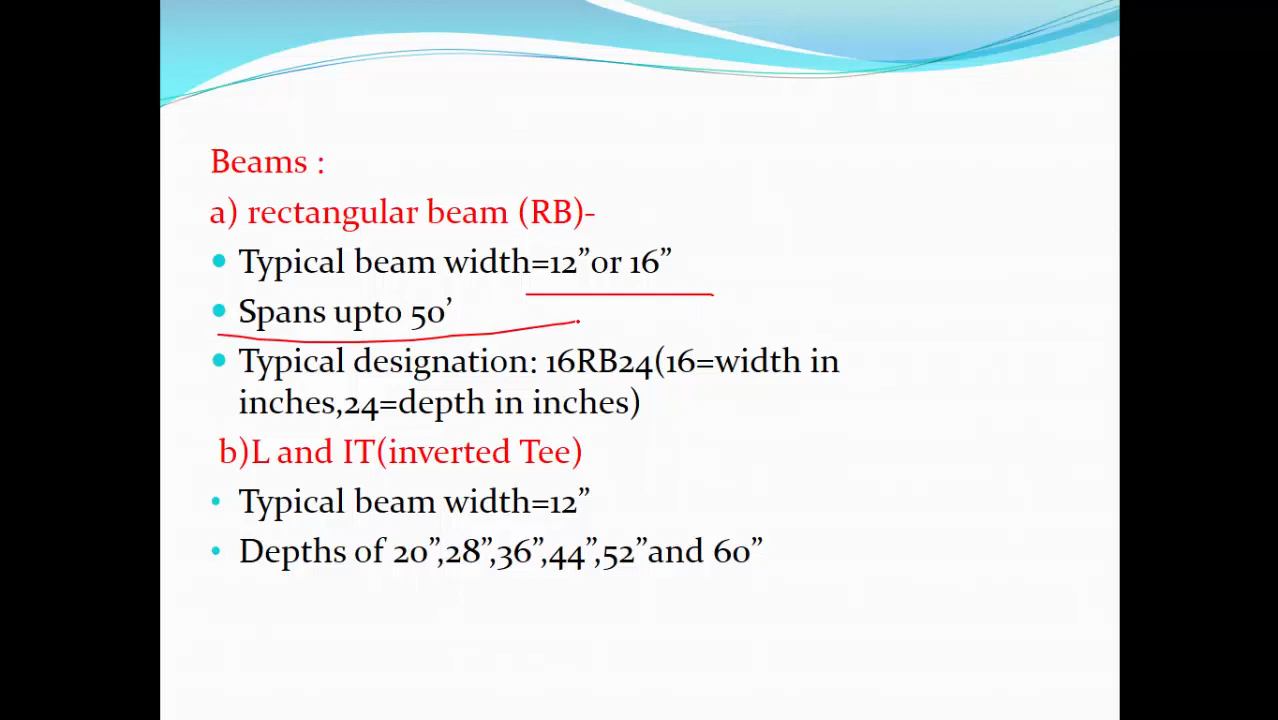 Beams :
a) rectangular beam (RB)-
• Typical beam width=12”or 16”
• Spans upto 50’
• Typical designation: 16RB24(16=width in
inches,24=depth in inches)
b)L and IT(inverted Tee)
• Typical beam width=12”
• Depths of 20”,28”,36”,44”,52”and 60”